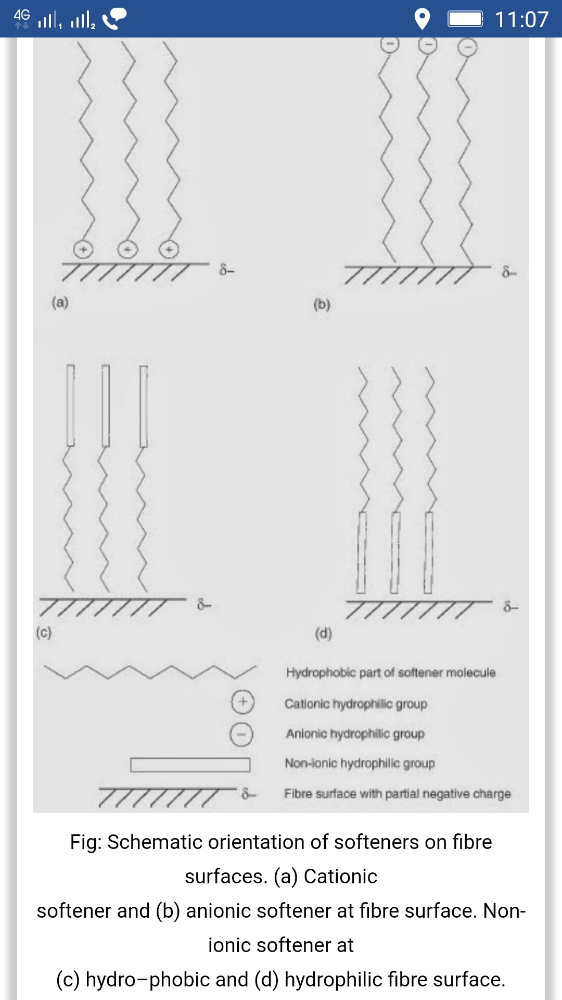 4G 1 2 11:07
− − −
+ + +
δ− δ−
(a) (b)
δ− δ−
(c) (d)
Hydrophobic part of softener molecule
+ Cationic hydrophilic group
− Anionic hydrophilic group
Non-ionic hydrophilic group
δ− Fibre surface with partial negative charge
Fig: Schematic orientation of softeners on fibre
surfaces. (a) Cationic
softener and (b) anionic softener at fibre surface. Non-
ionic softener at
(c) hydro–phobic and (d) hydrophilic fibre surface.